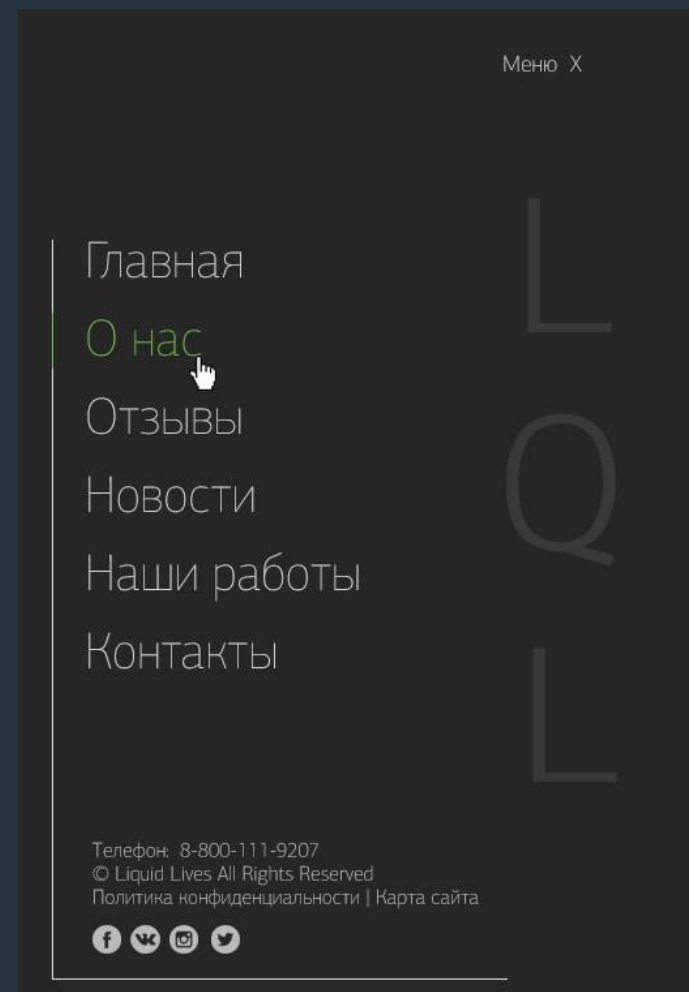 Меню X
L
Q
L
Главная
О нас
Отзывы
Новости
Наши работы
Контакты
Телефон: 8-800-111-9207
© Liquid Lives All Rights Reserved
Политика конфиденциальности | Карта сайта